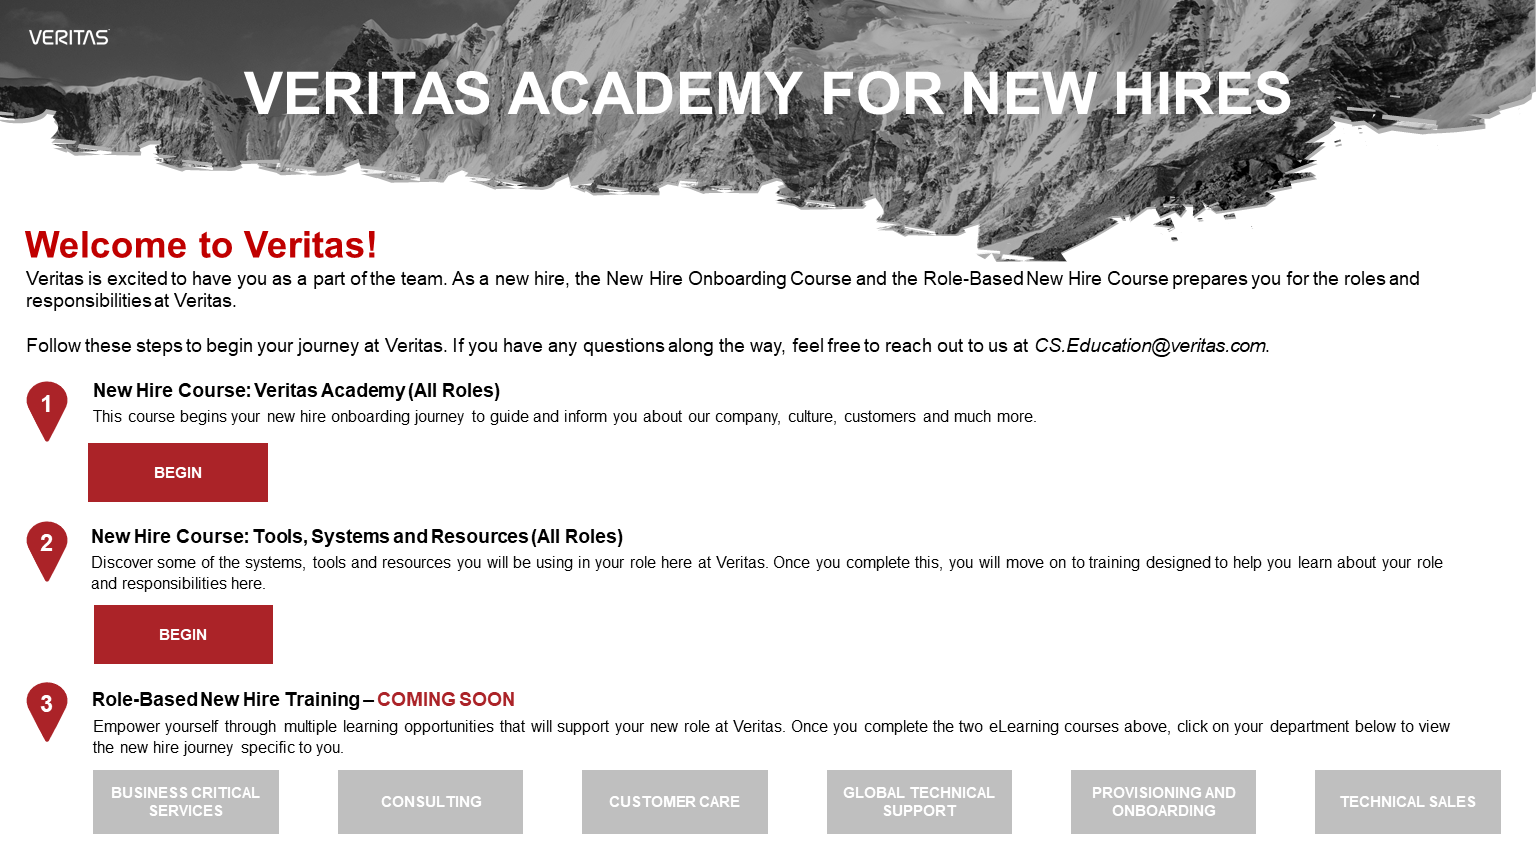 VERITAS
VERITAS ACADEMY FOR NEW HIRES
Welcome to Veritas!
Veritas is excited to have you as a part of the team. As a new hire, the New Hire Onboarding Course and the Role-Based New Hire Course prepares you for the roles and
responsibilities at Veritas.
Follow these steps to begin your journey at Veritas. If you have any questions along the way, feel free to reach out to us at CS.Education@veritas.com.
1
New Hire Course: Veritas Academy (All Roles)
This course begins your new hire onboarding journey to guide and inform you about our company, culture, customers and much more.
BEGIN
2
New Hire Course: Tools, Systems and Resources (All Roles)
Discover some of the systems, tools and resources you will be using in your role here at Veritas. Once you complete this, you will move on to training designed to help you learn about your role
and responsibilities here.
BEGIN
3
Role-Based New Hire Training – COMING SOON
Empower yourself through multiple learning opportunities that will support your new role at Veritas. Once you complete the two eLearning courses above, click on your department below to view
the new hire journey specific to you.
BUSINESS CRITICAL
SERVICES
CONSULTING
CUSTOMER CARE
GLOBAL TECHNICAL
SUPPORT
PROVISIONING AND
ONBOARDING
TECHNICAL SALES